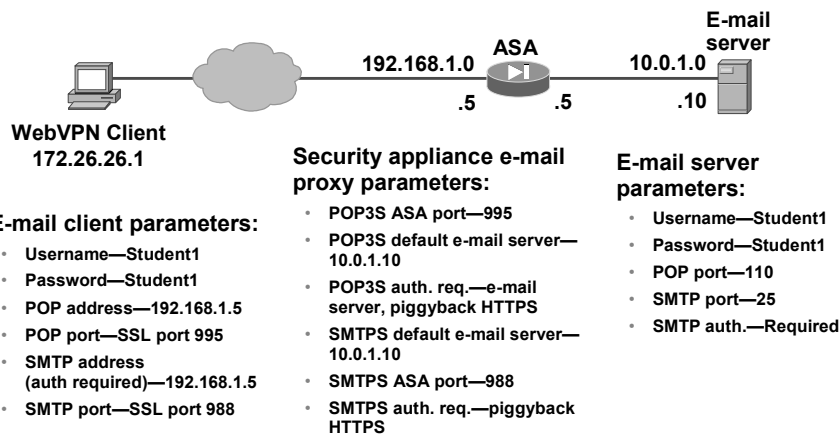 E-mail
server
ASA
192.168.1.0
10.0.1.0
.5
.5
.10
WebVPN Client
172.26.26.1
E-mail client parameters:
• Username—Student1
• Password—Student1
• POP address—192.168.1.5
• POP port—SSL port 995
• SMTP address
(auth required)—192.168.1.5
• SMTP port—SSL port 988
Security appliance e-mail
proxy parameters:
• POP3S ASA port—995
• POP3S default e-mail server—
10.0.1.10
• POP3S auth. req.—e-mail
server, piggyback HTTPS
• SMTPS default e-mail server—
10.0.1.10
• SMTPS ASA port—988
• SMTPS auth. req.—piggyback
HTTPS
E-mail server
parameters:
• Username—Student1
• Password—Student1
• POP port—110
• SMTP port—25
• SMTP auth.—Required